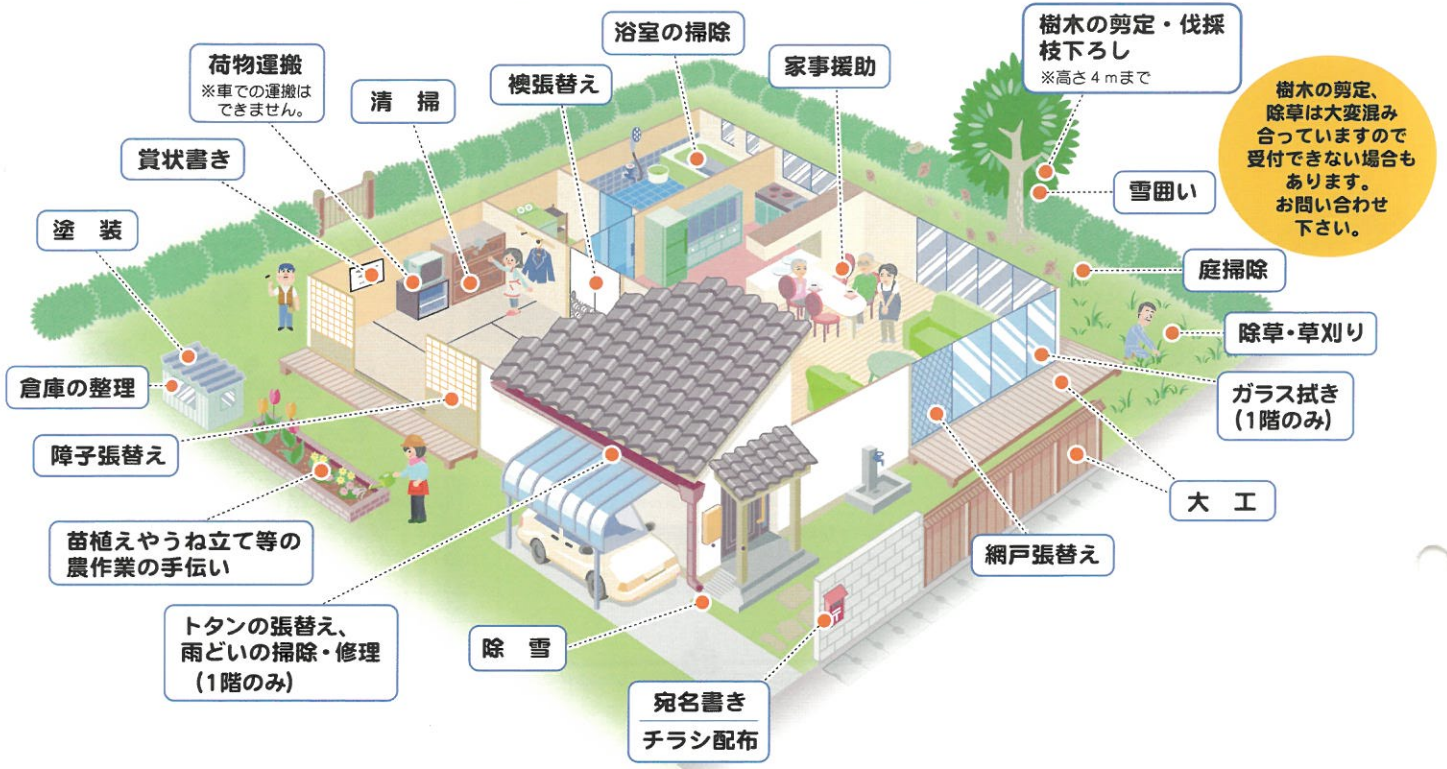 浴室の掃除
樹木の剪定・伐採
枝下ろし
※高さ4mまで
荷物運搬
※車での運搬は
できません。
清 掃
襖張替え
家事援助
樹木の剪定、
除草は大変混み
合っていますので
受付できない場合も
あります。
お問い合わせ
下さい。
賞状書き
雪囲い
塗 装
庭掃除
除草・草刈り
倉庫の整理
ガラス拭き
(1階のみ)
障子張替え
大 工
苗植えやうね立て等の
農作業の手伝い
網戸張替え
トタンの張替え、
雨どいの掃除・修理
(1階のみ)
除 雪
宛名書き
チラシ配布